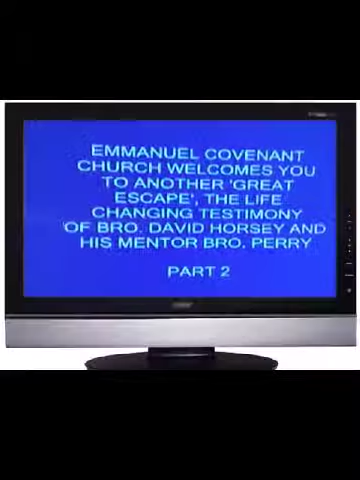 EMMANUEL COVENANT
CHURCH WELCOMES YOU
TO ANOTHER 'GREAT
ESCAPE', THE LIFE
CHANGING TESTIMONY
OF BRO. DAVID HORSEY AND
HIS MENTOR BRO. PERRY
PART 2